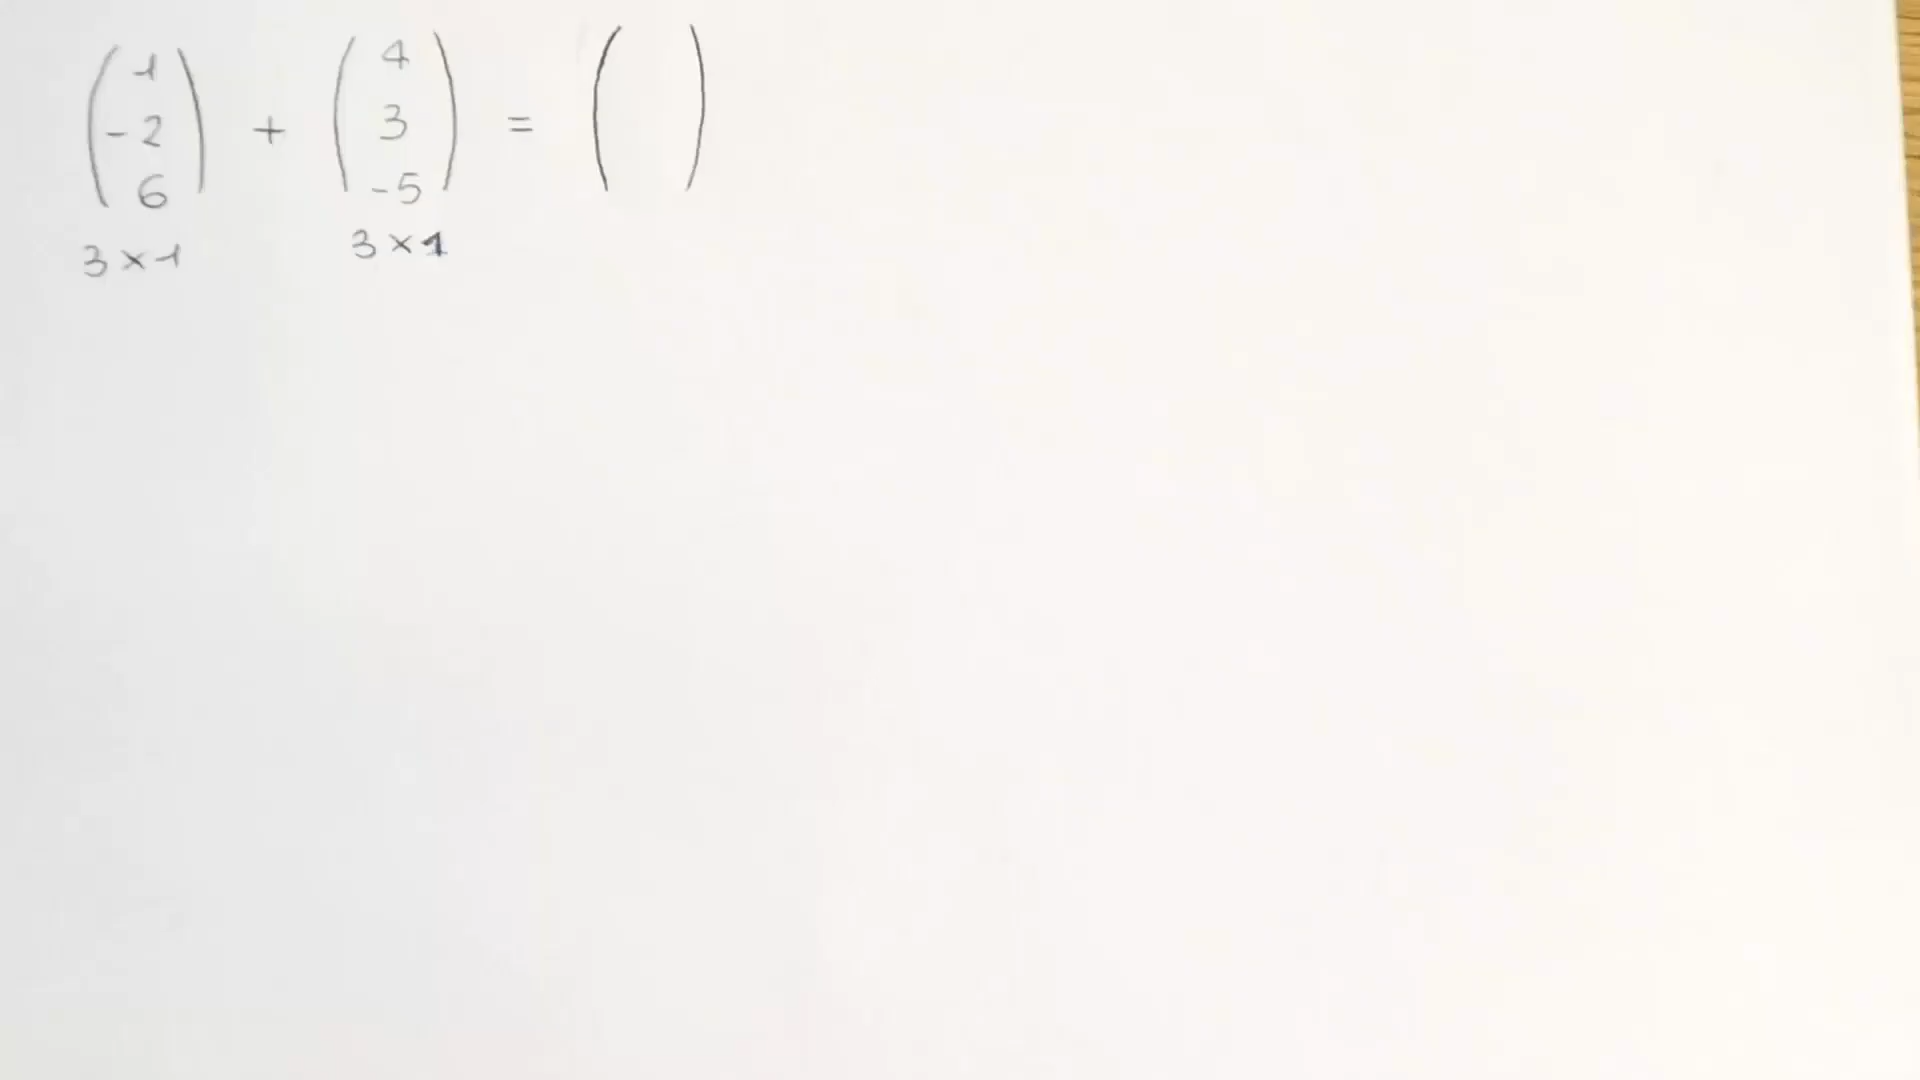 ( 1 ) + ( 4 ) = ( )
( -2 ) ( 3 )
( 6 ) ( -5 )
3 × 1 3 × 1